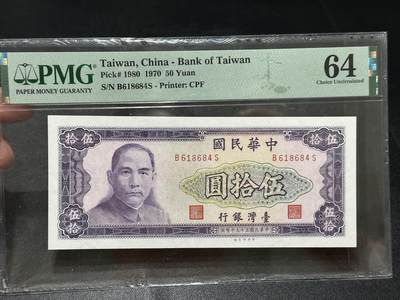 PMG
PAPER MONEY GUARANTY
Taiwan, China - Bank of Taiwan
Pick# 1980 1970 50 Yuan
S/N B618684S - Printer: CPF
64
Choice Uncirculated
中華民國
拾伍
伍拾
B618684S
B618684S
伍拾圓
臺灣銀行
伍拾
伍拾